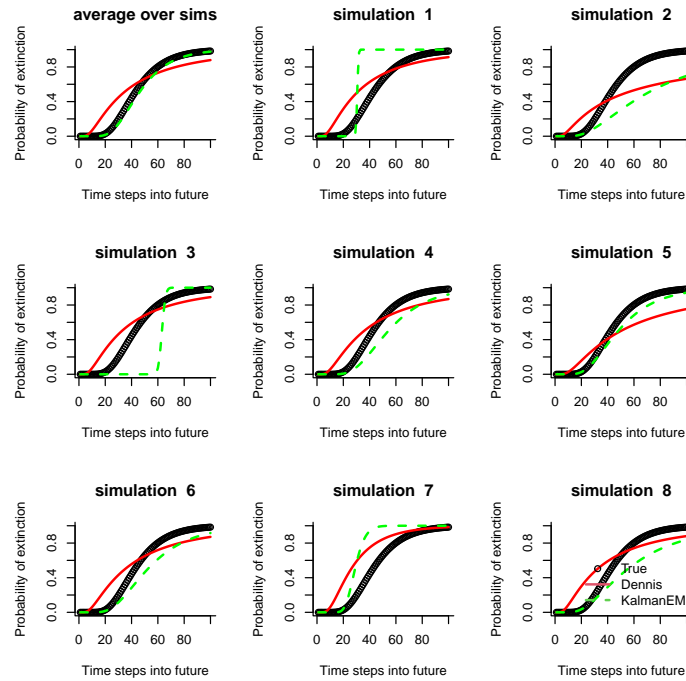 average over sims
Probability of extinction
0.0 0.4 0.8
0 20 40 60 80
Time steps into future
simulation 1
Probability of extinction
0.0 0.4 0.8
0 20 40 60 80
Time steps into future
simulation 2
Probability of extinction
0.0 0.4 0.8
0 20 40 60 80
Time steps into future
simulation 3
Probability of extinction
0.0 0.4 0.8
0 20 40 60 80
Time steps into future
simulation 4
Probability of extinction
0.0 0.4 0.8
0 20 40 60 80
Time steps into future
simulation 5
Probability of extinction
0.0 0.4 0.8
0 20 40 60 80
Time steps into future
simulation 6
Probability of extinction
0.0 0.4 0.8
0 20 40 60 80
Time steps into future
simulation 7
Probability of extinction
0.0 0.4 0.8
0 20 40 60 80
Time steps into future
simulation 8
Probability of extinction
0.0 0.4 0.8
True
Dennis
KalmanEM
0 20 40 60 80
Time steps into future